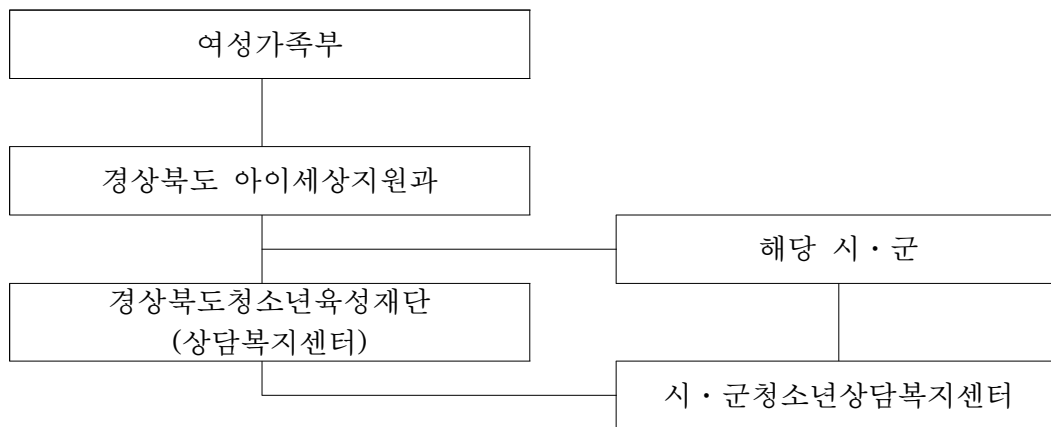 여성가족부
경상북도 아이세상지원과
해당 시·군
경상북도청소년육성재단
(상담복지센터)
시·군청소년상담복지센터